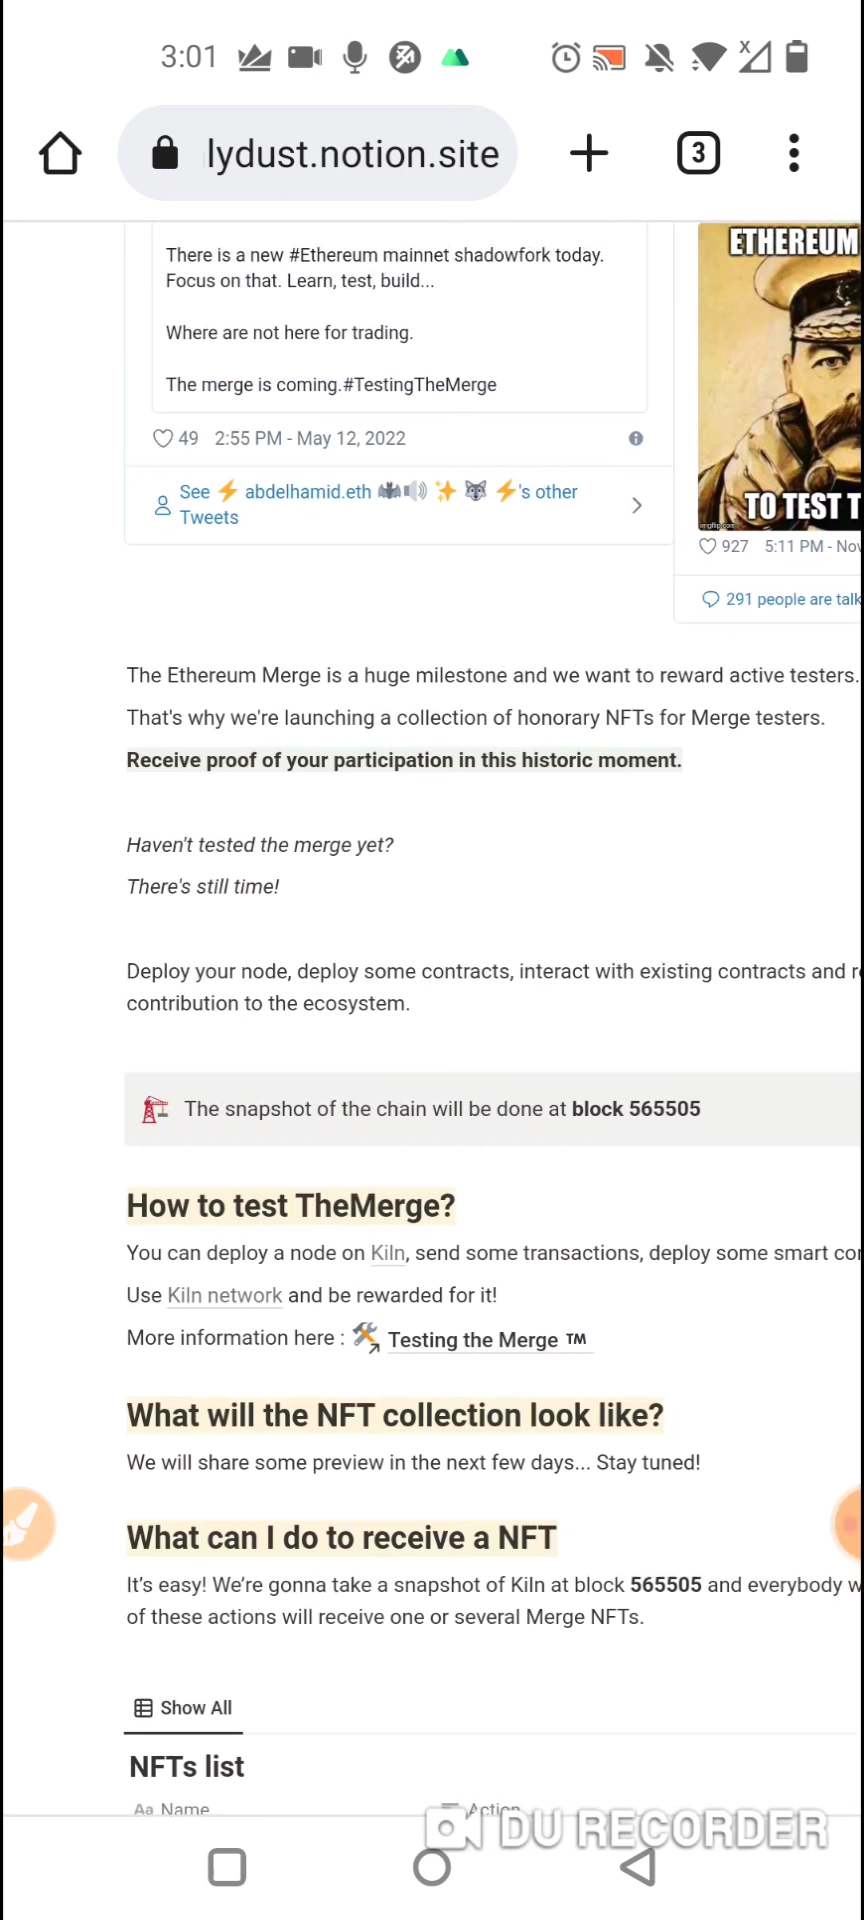 3:01
X
lydust.notion.site
3
There is a new #Ethereum mainnet shadowfork today.
Focus on that. Learn, test, build...
Where are not here for trading.
The merge is coming.#TestingTheMerge
49 2:55 PM - May 12, 2022
See ⚡ abdelhamid.eth 🦇🔊 ✨ 🐺 ⚡'s other
Tweets
ETHEREUM
TO TEST T
imgflip.com
927 5:11 PM - Nov
291 people are talk
The Ethereum Merge is a huge milestone and we want to reward active testers.
That's why we're launching a collection of honorary NFTs for Merge testers.
Receive proof of your participation in this historic moment.
Haven't tested the merge yet?
There's still time!
Deploy your node, deploy some contracts, interact with existing contracts and re
contribution to the ecosystem.
The snapshot of the chain will be done at block 565505
How to test TheMerge?
You can deploy a node on Kiln, send some transactions, deploy some smart con
Use Kiln network and be rewarded for it!
More information here : Testing the Merge ™
What will the NFT collection look like?
We will share some preview in the next few days... Stay tuned!
What can I do to receive a NFT
It's easy! We're gonna take a snapshot of Kiln at block 565505 and everybody w
of these actions will receive one or several Merge NFTs.
Show All
NFTs list
Aa Name Action
DU RECORDER